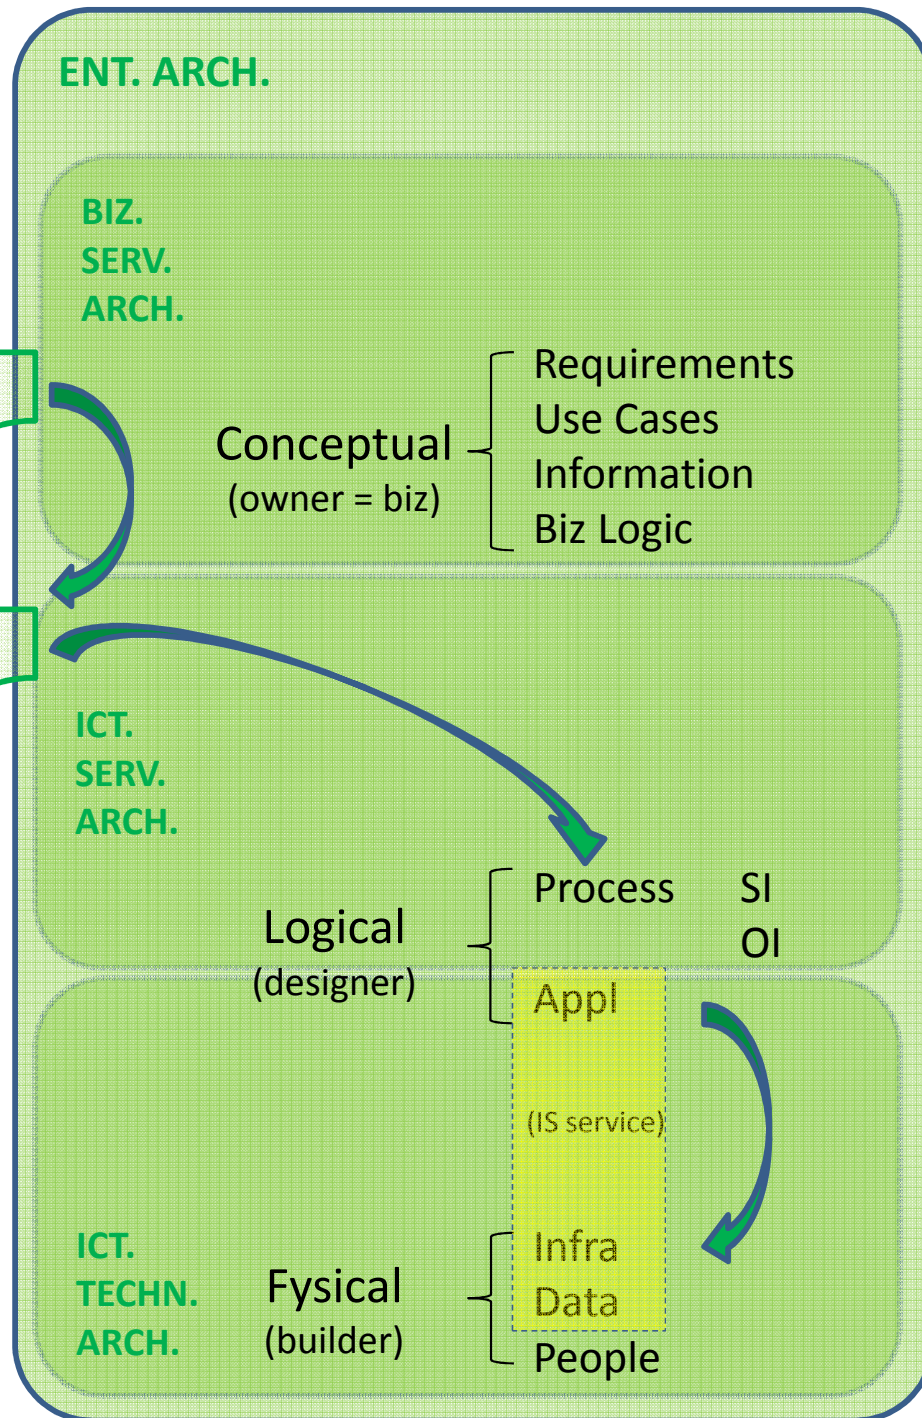 ENT. ARCH.
BIZ.
SERV.
ARCH.
Conceptual
(owner = biz)
Requirements
Use Cases
Information
Biz Logic
ICT.
SERV.
ARCH.
Logical
(designer)
Process SI
OI
Appl
(IS service)
ICT.
TECHN.
ARCH.
Fysical
(builder)
Infra
Data
People